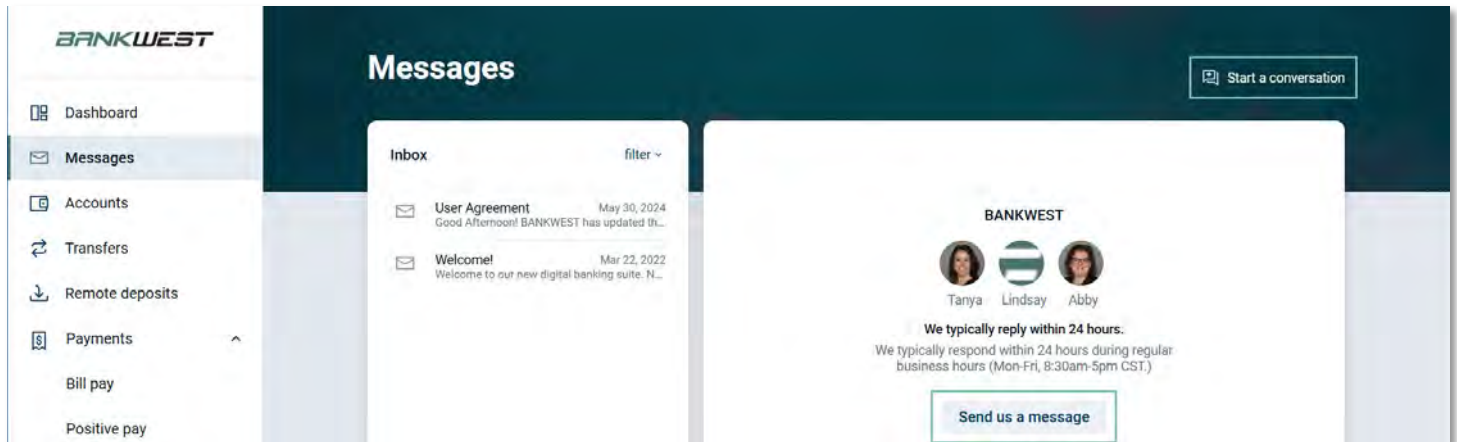 BANKWEST
Dashboard
Messages
Accounts
Transfers
Remote deposits
Payments
Bill pay
Positive pay
Messages
Start a conversation
Inbox
filter
User Agreement
May 30, 2024
Good Afternoon! BANKWEST has updated th...
Welcome!
Mar 22, 2022
Welcome to our new digital banking suite. N...
BANKWEST
Tanya
Lindsay
Abby
We typically reply within 24 hours.
We typically respond within 24 hours during regular
business hours (Mon-Fri, 8:30am-5pm CST.)
Send us a message